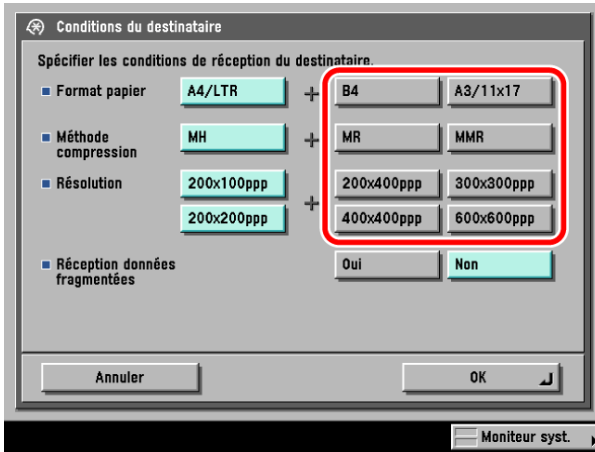 Conditions du destinataire
Spécifier les conditions de réception du destinataire.
Format papier A4/LTR + B4 A3/11x17
Méthode compression MH + MR MMR
Résolution 200x100ppp 200x400ppp 300x300ppp
+
200x200ppp 400x400ppp 600x600ppp
Réception données fragmentées Oui Non
Annuler OK
Moniteur syst.